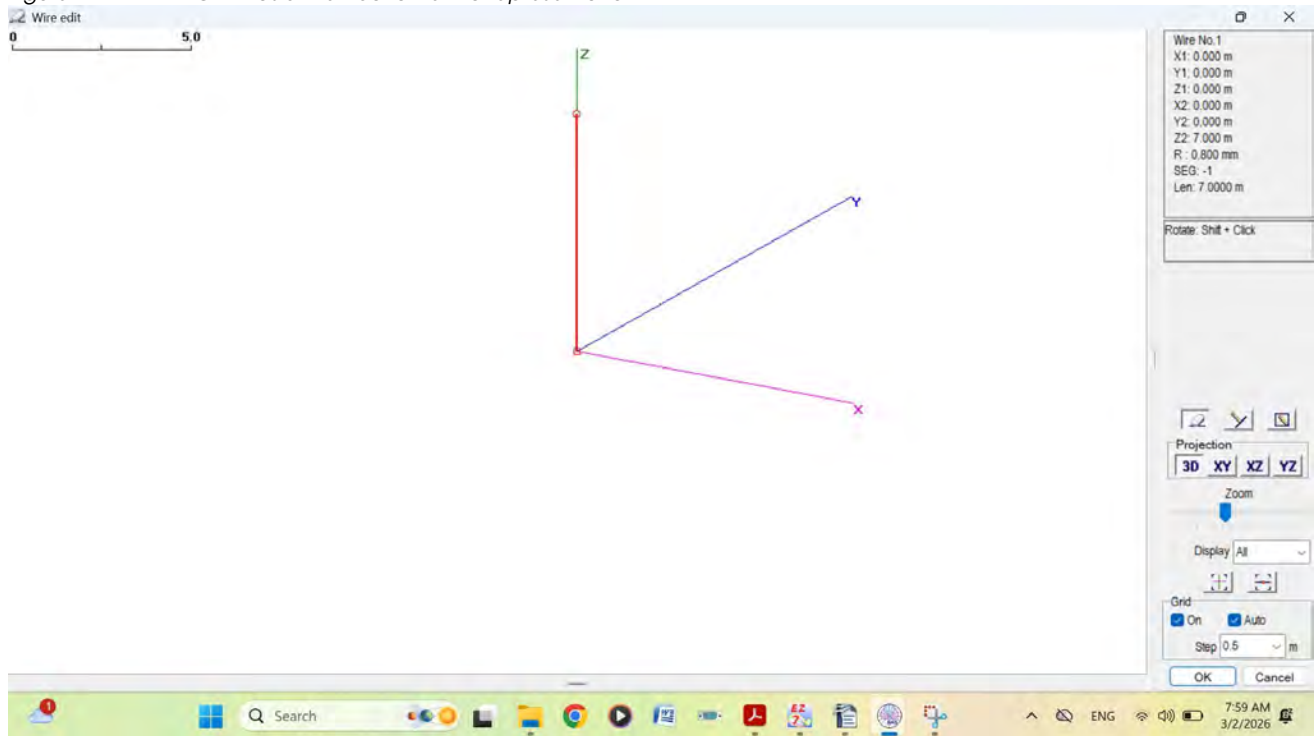 Wire edit
0 5.0
Z
Y
X
Wire No.1
X1: 0.000 m
Y1: 0.000 m
Z1: 0.000 m
X2: 0.000 m
Y2: 0.000 m
Z2: 7.000 m
R : 0.800 mm
SEG: -1
Len: 7.0000 m
Rotate: Shift + Click
Projection
3D XY XZ YZ
Zoom
Display All
Grid
On Auto
Step 0.5 m
OK Cancel
1 Search ENG 7:59 AM
3/2/2026